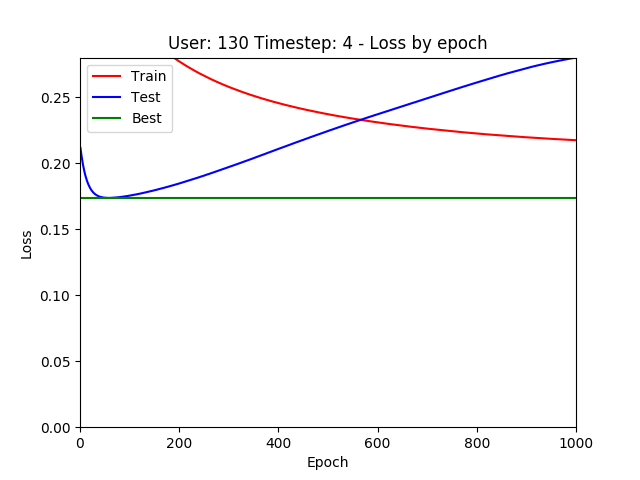 User: 130 Timestep: 4 - Loss by epoch
Train
Test
Best
0.25
0.20
0.15
0.10
0.05
0.00
Loss
0 200 400 600 800 1000
Epoch